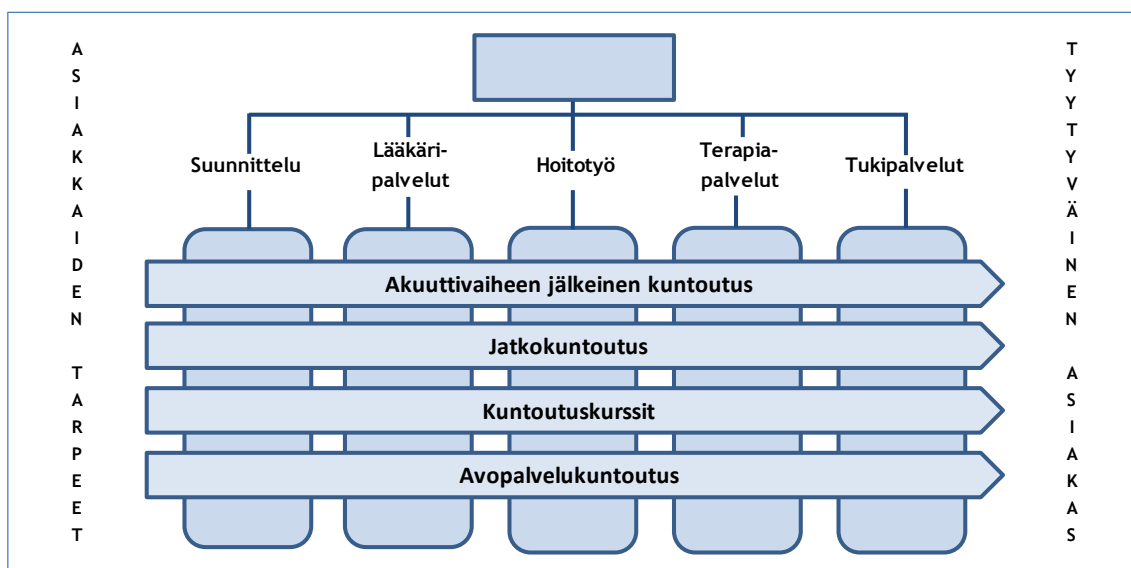 ASIAKKAIDEN TARPEET
Suunnittelu
Lääkäri-
palvelut
Hoitotyö
Terapia-
palvelut
Tukipalvelut
Akuuttivaiheen jälkeinen kuntoutus
Jatkokuntoutus
Kuntoutuskurssit
Avopalvelukuntoutus
TYYTYVÄINEN ASIAKAS